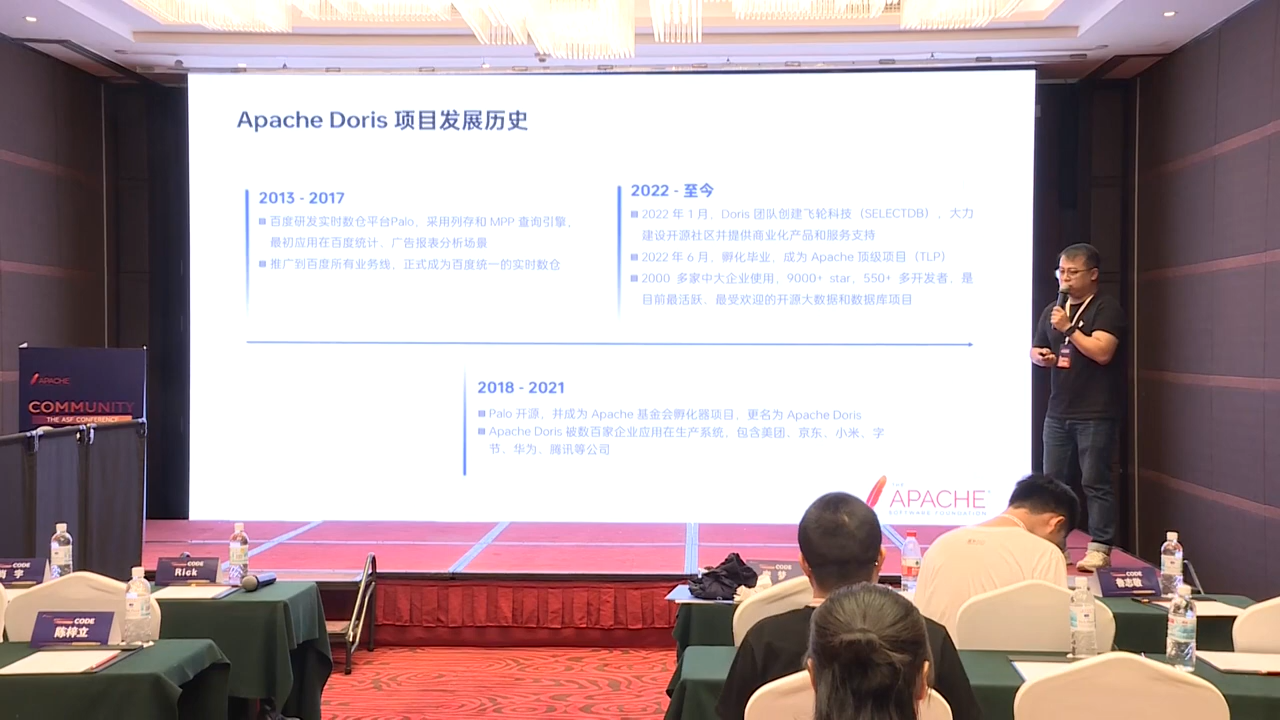 Apache Doris 项目发展历史
2013 - 2017
百度研发实时数仓平台Palo，采用列存和 MPP 查询引擎，
最初应用在百度统计、广告报表分析场景
推广到百度所有业务线，正式成为百度统一的实时数仓
2022 - 至今
2022 年 1 月，Doris 团队创建飞轮科技（SELECTDB），大力
建设开源社区并提供商业化产品和服务支持
2022 年 6 月，孵化毕业，成为 Apache 顶级项目（TLP）
2000 多家中大企业使用，9000+ star，550+ 多开发者，是
目前最活跃、最受欢迎的开源大数据和数据库项目
2018 - 2021
Palo 开源，并成为 Apache 基金会孵化器项目，更名为 Apache Doris
Apache Doris 被数百家企业应用在生产系统，包含美团、京东、小米、字
节、华为、腾讯等公司
THE
APACHE
SOFTWARE FOUNDATION
APACHE
COMMUNITY
THE ASF CONFERENCE
CODE
宇
CODE
Rick
CODE
陈梓立
CODE
CODE